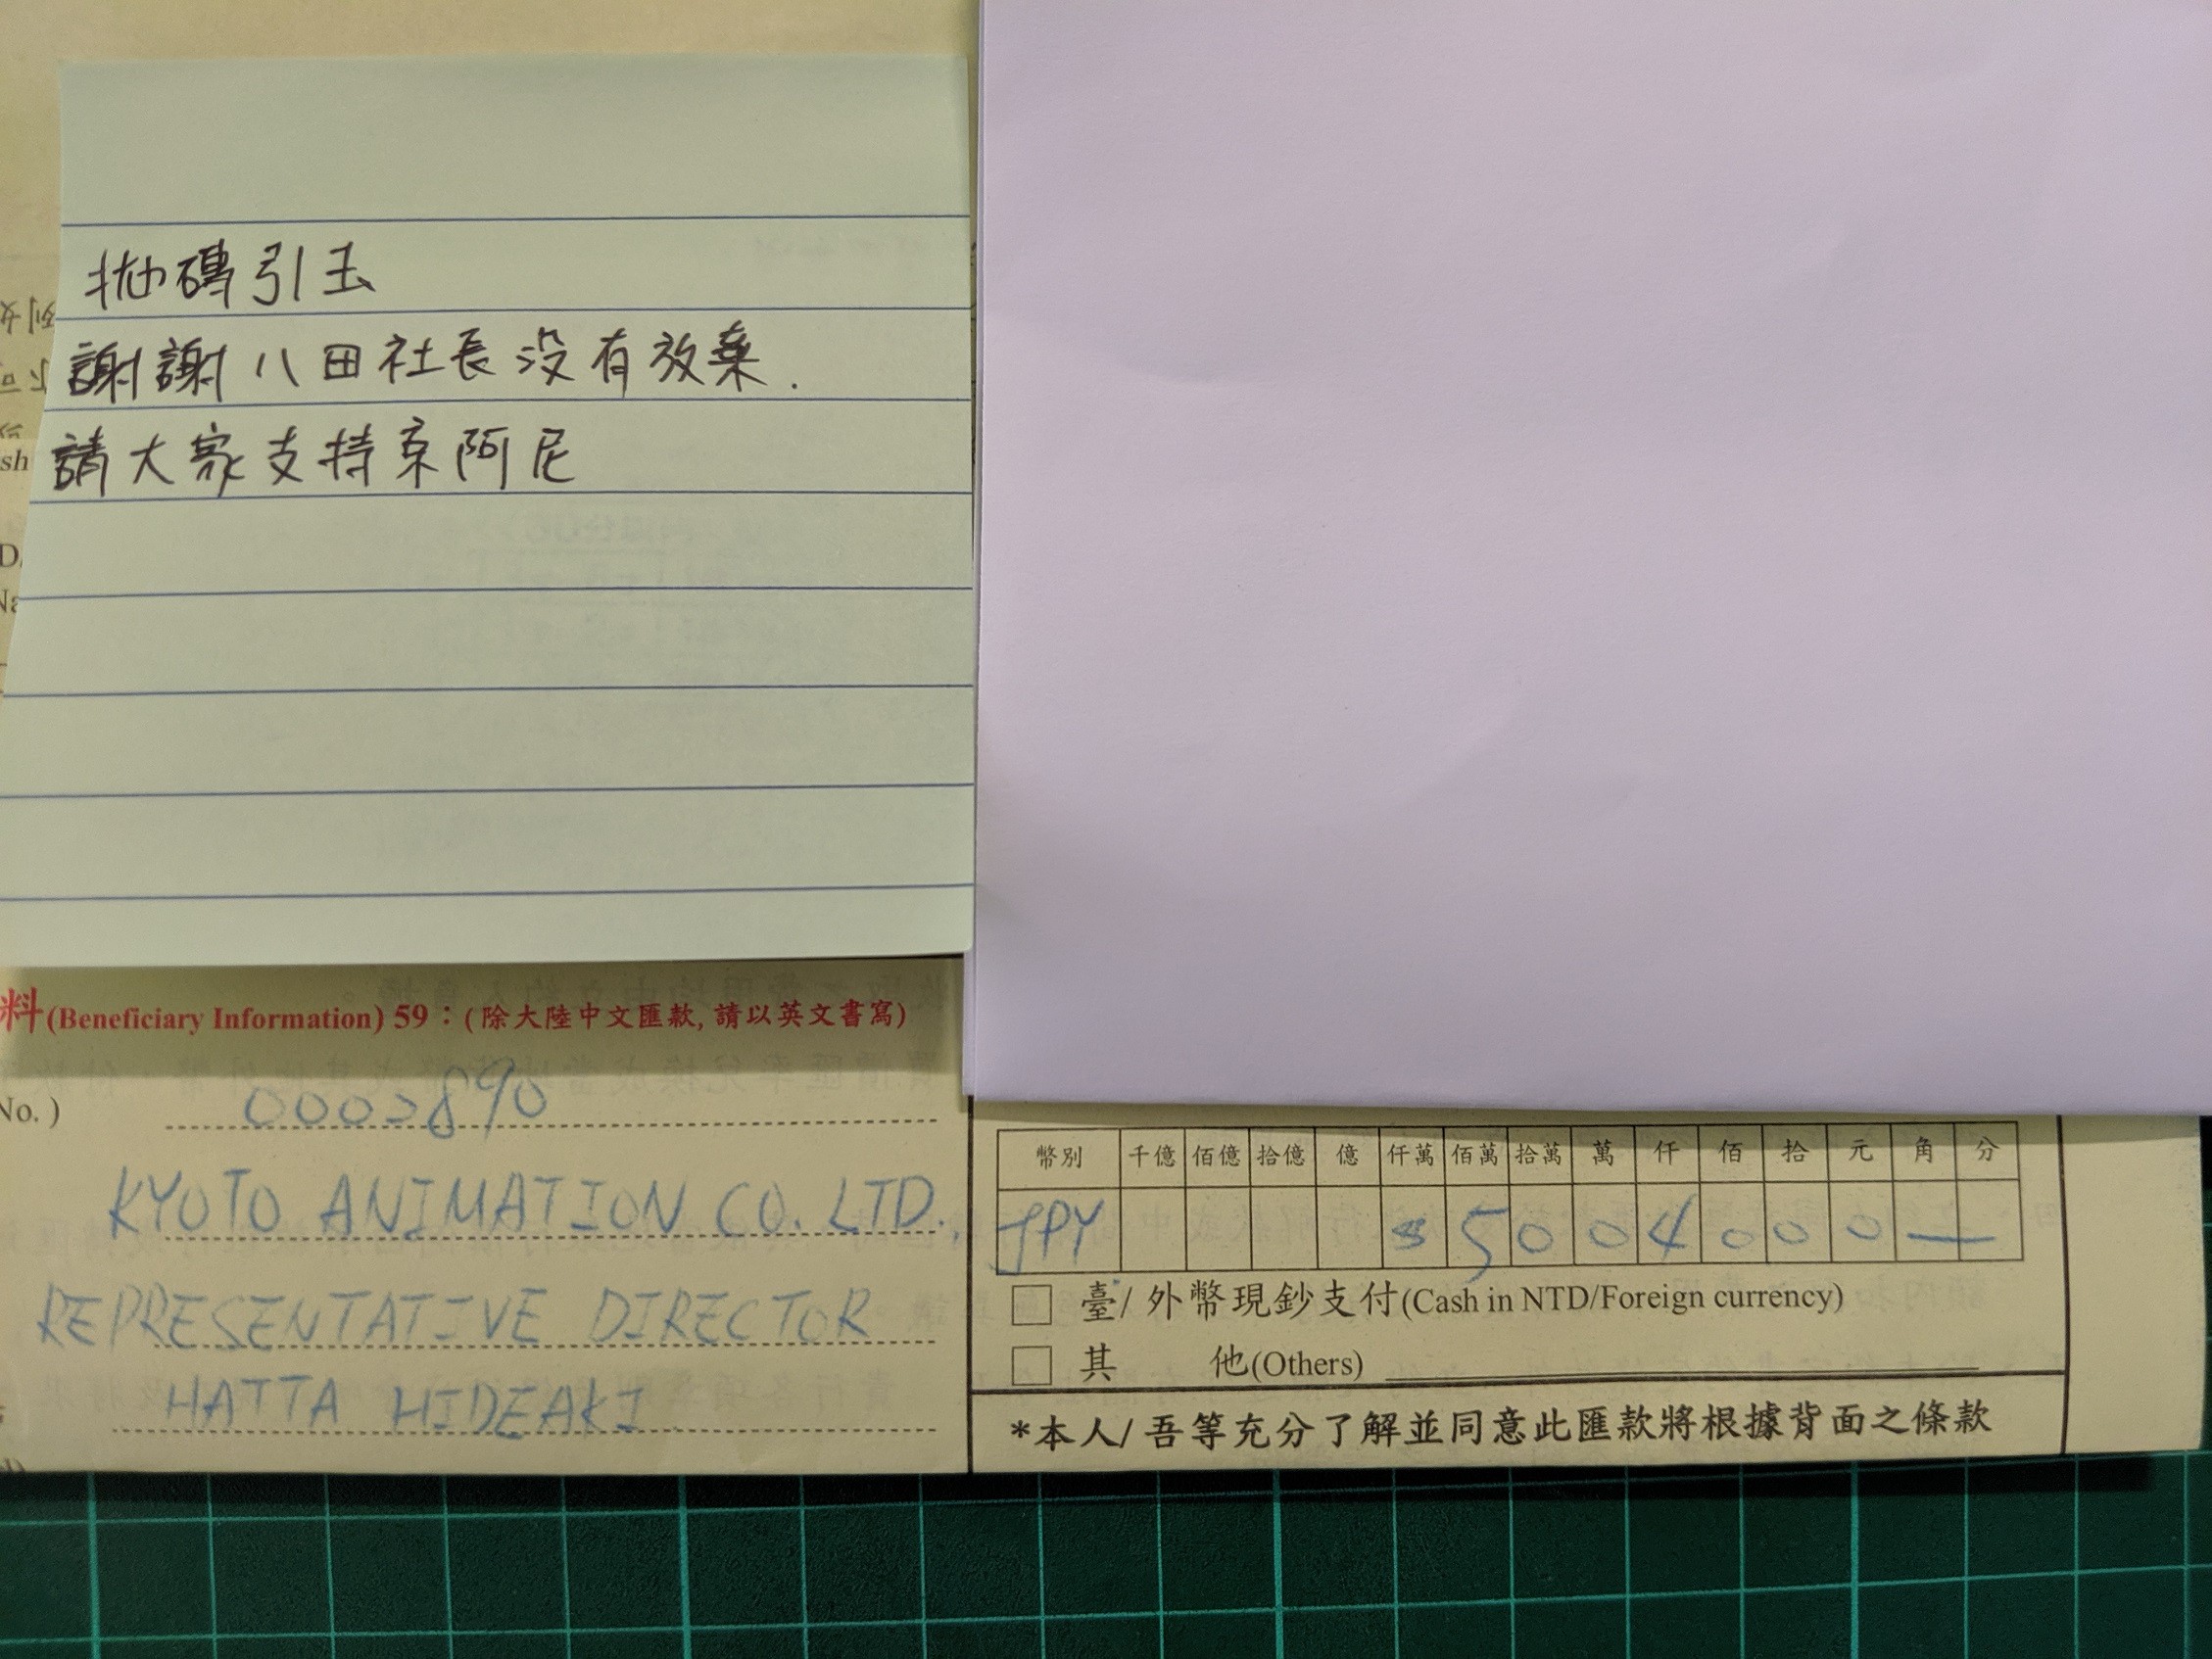 拋磚引玉
謝謝八田社長沒有放棄.
請大家支持京阿尼
sh
料(Beneficiary Information) 59：(除大陸中文匯款, 請以英文書寫)
No. ) 0002890
KYOTO ANIMATION CO. LTD.,
REPRESENTATIVE DIRECTOR
HATTA HIDEAKI
幣別 千億 佰億 拾億 億 仟萬 佰萬 拾萬 萬 仟 佰 拾 元 角 分
JPY $ 5 0 0 4 0 0 0 —
臺/外幣現鈔支付(Cash in NTD/Foreign currency)
其 他(Others)
*本人/吾等充分了解並同意此匯款將根據背面之條款